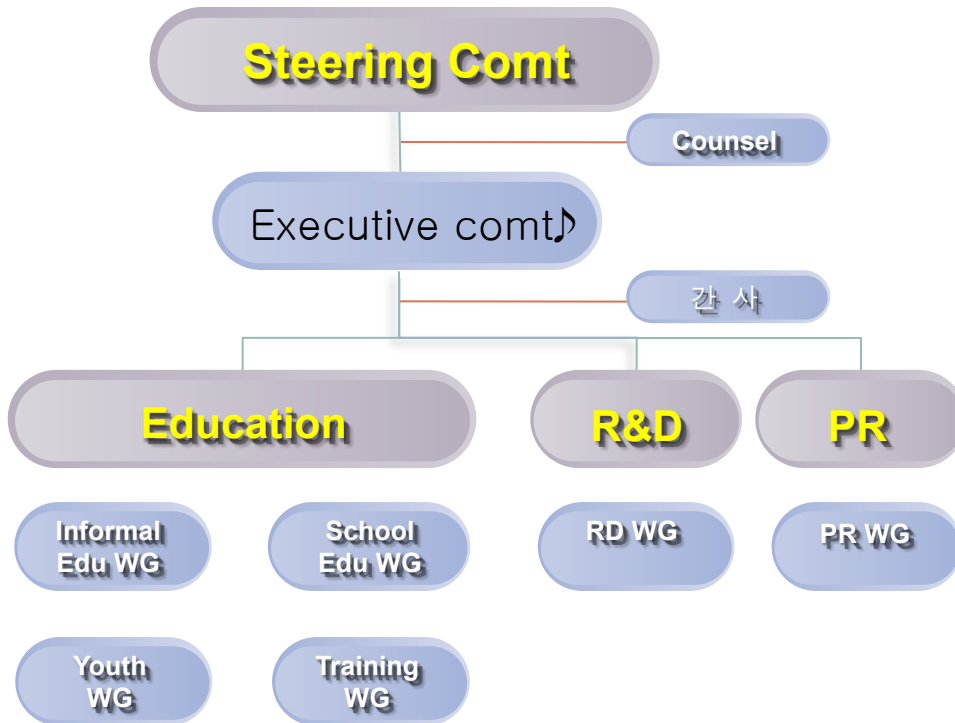 Steering Comt
Counsel
Executive comt♪
간 사
Education
R&D
PR
Informal
Edu WG
School
Edu WG
RD WG
PR WG
Youth
WG
Training
WG